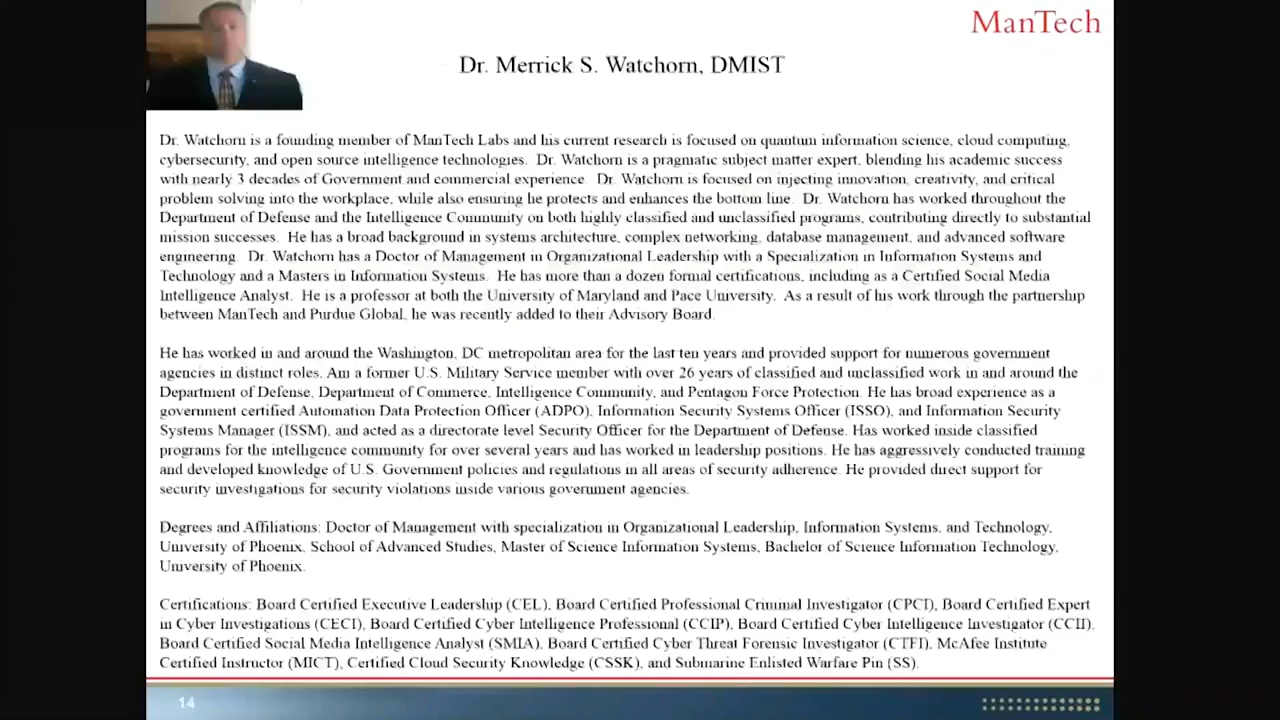 ManTech
Dr. Merrick S. Watchorn, DMIST
Dr. Watchorn is a founding member of ManTech Labs and his current research is focused on quantum information science, cloud computing,
cybersecurity, and open source intelligence technologies. Dr. Watchorn is a pragmatic subject matter expert, blending his academic success
with nearly 3 decades of Government and commercial experience. Dr. Watchorn is focused on injecting innovation, creativity, and critical
problem solving into the workplace, while also ensuring he protects and enhances the bottom line. Dr. Watchorn has worked throughout the
Department of Defense and the Intelligence Community on both highly classified and unclassified programs, contributing directly to substantial
mission successes. He has a broad background in systems architecture, complex networking, database management, and advanced software
engineering. Dr. Watchorn has a Doctor of Management in Organizational Leadership with a Specialization in Information Systems and
Technology and a Masters in Information Systems. He has more than a dozen formal certifications, including as a Certified Social Media
Intelligence Analyst. He is a professor at both the University of Maryland and Pace University. As a result of his work through the partnership
between ManTech and Purdue Global, he was recently added to their Advisory Board.
He has worked in and around the Washington, DC metropolitan area for the last ten years and provided support for numerous government
agencies in distinct roles. Am a former U.S. Military Service member with over 26 years of classified and unclassified work in and around the
Department of Defense, Department of Commerce, Intelligence Community, and Pentagon Force Protection. He has broad experience as a
government certified Automation Data Protection Officer (ADPO), Information Security Systems Officer (ISSO), and Information Security
Systems Manager (ISSM), and acted as a directorate level Security Officer for the Department of Defense. Has worked inside classified
programs for the intelligence community for over several years and has worked in leadership positions. He has aggressively conducted training
and developed knowledge of U.S. Government policies and regulations in all areas of security adherence. He provided direct support for
security investigations for security violations inside various government agencies.
Degrees and Affiliations: Doctor of Management with specialization in Organizational Leadership, Information Systems, and Technology,
University of Phoenix, School of Advanced Studies, Master of Science Information Systems, Bachelor of Science Information Technology,
University of Phoenix.
Certifications: Board Certified Executive Leadership (CEL), Board Certified Professional Criminal Investigator (CPCI), Board Certified Expert
in Cyber Investigations (CECI), Board Certified Cyber Intelligence Professional (CCIP), Board Certified Cyber Intelligence Investigator (CCII),
Board Certified Social Media Intelligence Analyst (SMIA), Board Certified Cyber Threat Forensic Investigator (CTFI), McAfee Institute
Certified Instructor (MICT), Certified Cloud Security Knowledge (CSSK), and Submarine Enlisted Warfare Pin (SS).
14